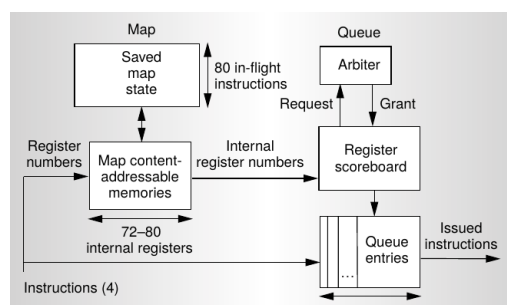 Map
Saved
map
state
80 in-flight
instructions
Register
numbers
Map content-
addressable
memories
Internal
register numbers
72–80
internal registers
Instructions (4)
Queue
Arbiter
Request
Grant
Register
scoreboard
Queue
entries
...
Issued
instructions